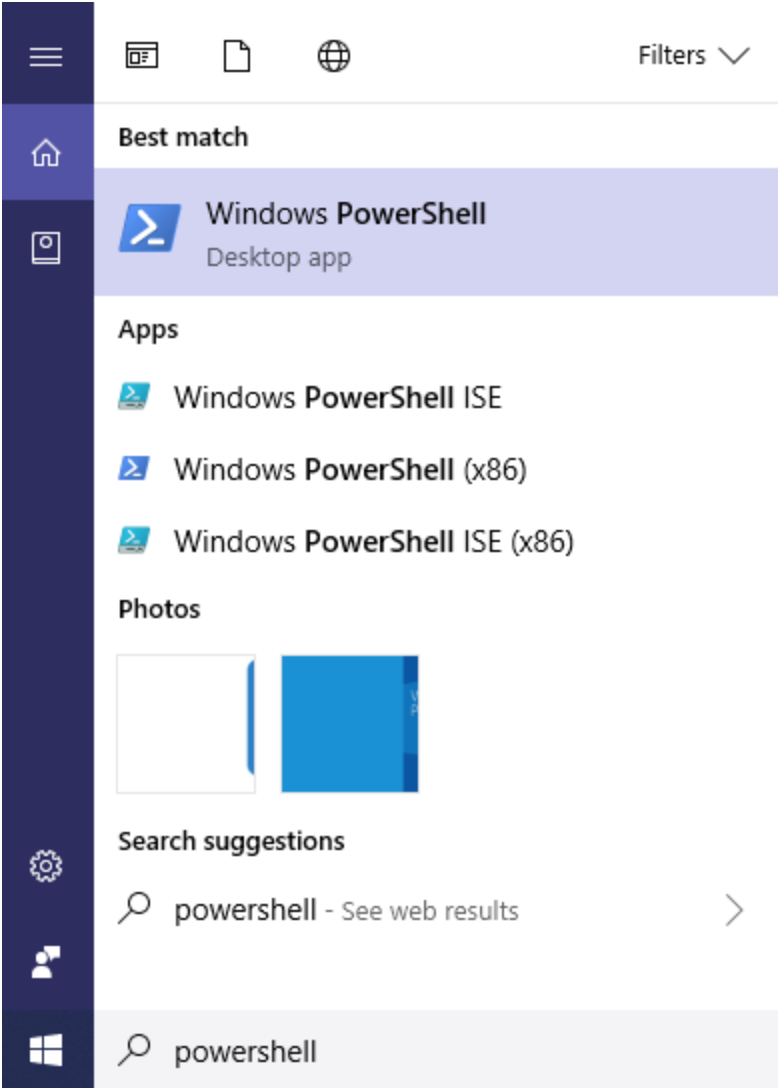 Filters
Best match
Windows PowerShell
Desktop app
Apps
Windows PowerShell ISE
Windows PowerShell (x86)
Windows PowerShell ISE (x86)
Photos
Search suggestions
powershell - See web results
powershell